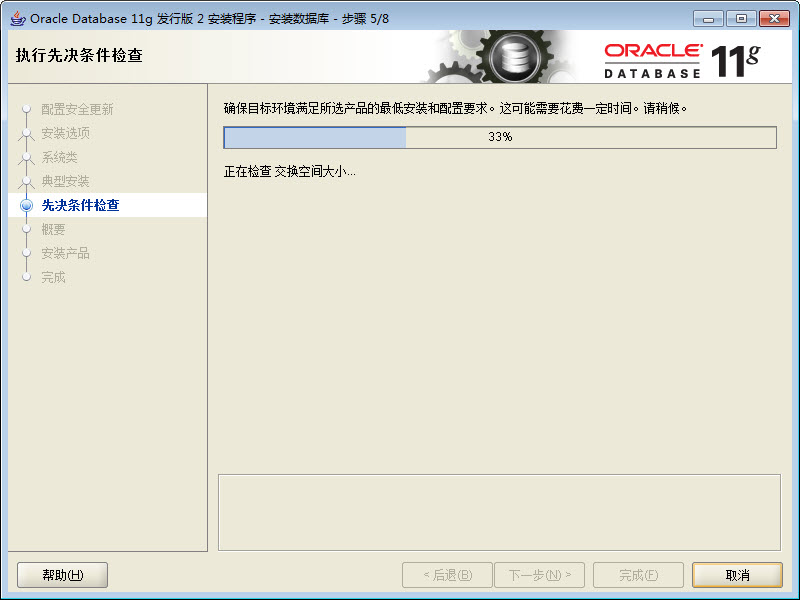 Oracle Database 11g 发行版 2 安装程序 - 安装数据库 - 步骤 5/8
执行先决条件检查
ORACLE
DATABASE
11g
配置安全更新
安装选项
系统类
典型安装
先决条件检查
概要
安装产品
完成
确保目标环境满足所选产品的最低安装和配置要求。这可能需要花费一定时间。请稍候。
33%
正在检查 交换空间大小...
帮助(H)
< 后退(B)
下一步(N) >
完成(F)
取消